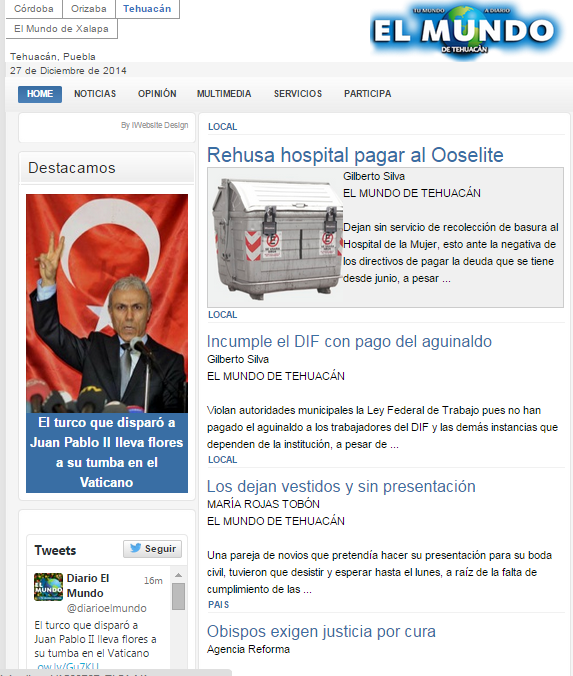 Córdoba
Orizaba
Tehuacán
El Mundo de Xalapa
TU MUNDO A DIARIO
EL MUNDO
DE TEHUACÁN
Tehuacán, Puebla
27 de Diciembre de 2014
HOME
NOTICIAS
OPINIÓN
MULTIMEDIA
SERVICIOS
PARTICIPA
By iWebsite Design
Destacamos
El turco que disparó a
Juan Pablo II lleva flores
a su tumba en el
Vaticano
Tweets
Seguir
Diario El
Mundo
16m
@diarioelmundo
El turco que disparó a
Juan Pablo II lleva flores
a su tumba en el
Vaticano
ow.ly/Gu7KU
LOCAL
Rehusa hospital pagar al Ooselite
Gilberto Silva
EL MUNDO DE TEHUACÁN
Dejan sin servicio de recolección de basura al
Hospital de la Mujer, esto ante la negativa de
los directivos de pagar la deuda que se tiene
desde junio, a pesar ...
LOCAL
Incumple el DIF con pago del aguinaldo
Gilberto Silva
EL MUNDO DE TEHUACÁN
Violan autoridades municipales la Ley Federal de Trabajo pues no han
pagado el aguinaldo a los trabajadores del DIF y las demás instancias que
dependen de la institución, a pesar de ...
LOCAL
Los dejan vestidos y sin presentación
MARÍA ROJAS TOBÓN
EL MUNDO DE TEHUACÁN
Una pareja de novios que pretendía hacer su presentación para su boda
civil, tuvieron que desistir y esperar hasta el lunes, a raíz de la falta de
cumplimiento de las ...
PAIS
Obispos exigen justicia por cura
Agencia Reforma